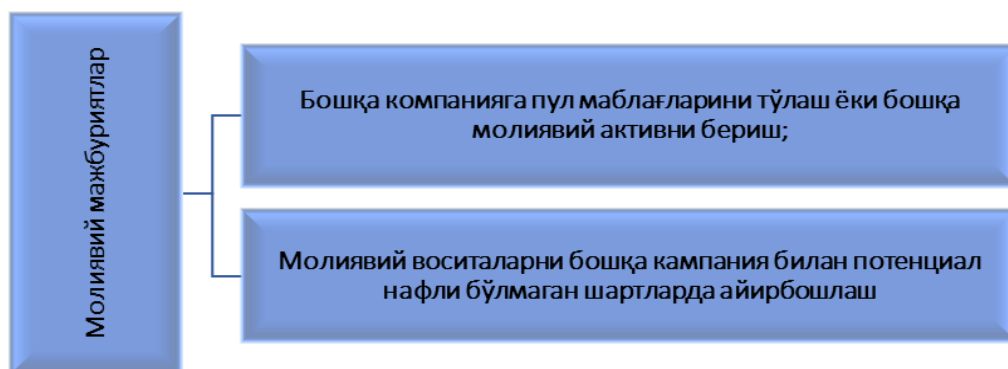 Молиявий мажбуриятлар
Бошқа компанияга пул маблағларини тўлаш ёки бошқа
молиявий активни бериш;
Молиявий воситаларни бошқа кампания билан потенциал
нафли бўлмаган шартларда айирбошлаш